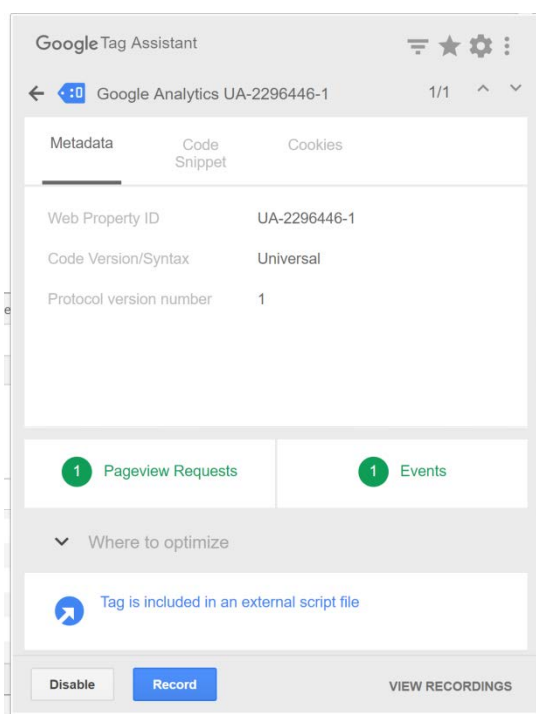 Google Tag Assistant
Google Analytics UA-2296446-1 1/1
Metadata Code Snippet Cookies
Web Property ID UA-2296446-1
Code Version/Syntax Universal
Protocol version number 1
1 Pageview Requests 1 Events
Where to optimize
Tag is included in an external script file
Disable Record VIEW RECORDINGS